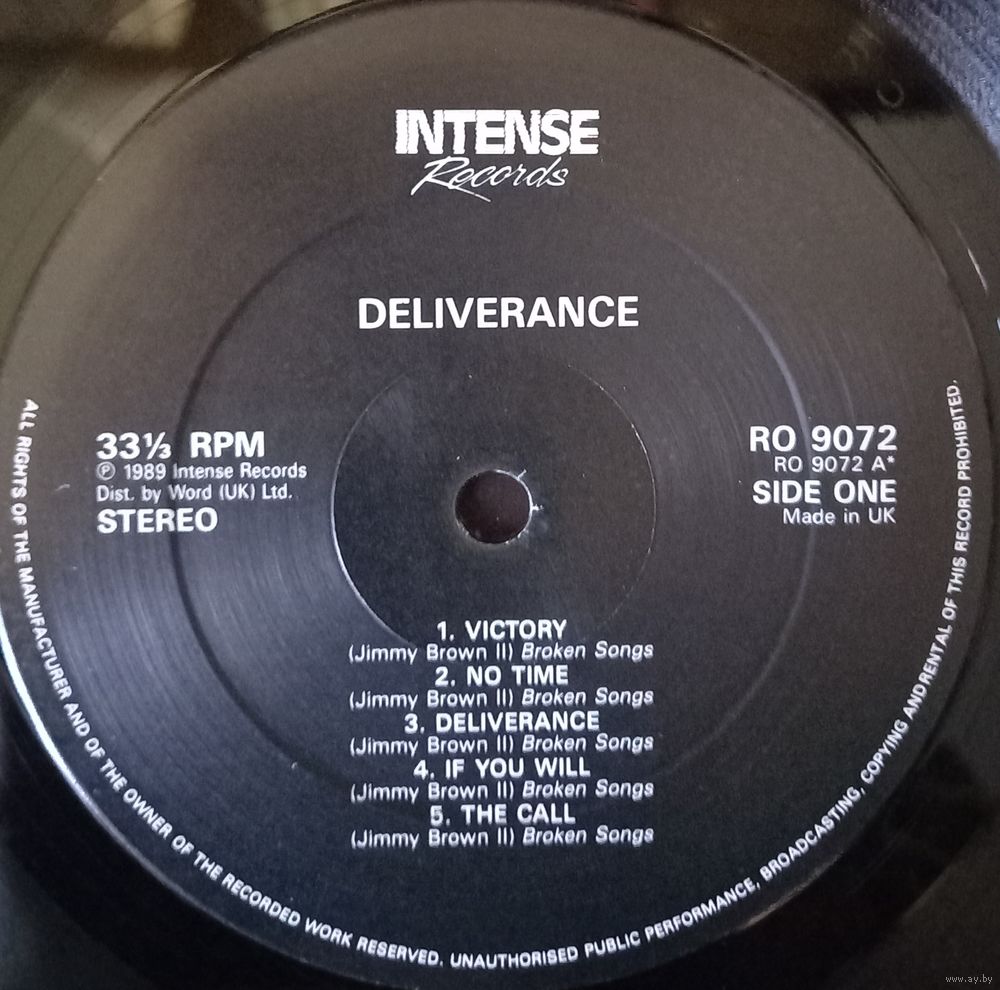 INTENSE
Records
DELIVERANCE
33⅓ RPM
℗ 1989 Intense Records
Dist. by Word (UK) Ltd.
STEREO
RO 9072
RO 9072 A*
SIDE ONE
Made in UK
1. VICTORY
(Jimmy Brown II) Broken Songs
2. NO TIME
(Jimmy Brown II) Broken Songs
3. DELIVERANCE
(Jimmy Brown II) Broken Songs
4. IF YOU WILL
(Jimmy Brown II) Broken Songs
5. THE CALL
(Jimmy Brown II) Broken Songs
ALL RIGHTS OF THE MANUFACTURER AND OF THE OWNER OF THE RECORDED WORK RESERVED. UNAUTHORISED PUBLIC PERFORMANCE, BROADCASTING, COPYING ANDRENTAL OF THIS RECORD PROHIBITED.
www.ay.by